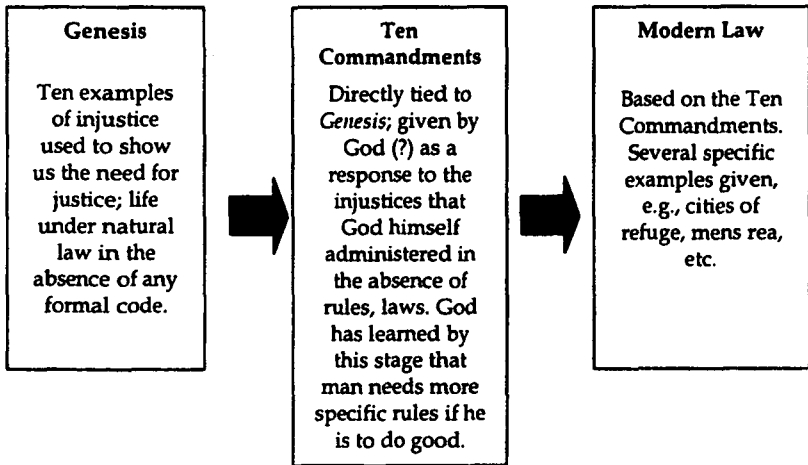 Genesis
Ten examples
of injustice
used to show
us the need for
justice; life
under natural
law in the
absence of any
formal code.
Ten
Commandments
Directly tied to
Genesis; given by
God (?) as a
response to the
injustices that
God himself
administered in
the absence of
rules, laws. God
has learned by
this stage that
man needs more
specific rules if he
is to do good.
Modern Law
Based on the Ten
Commandments.
Several specific
examples given,
e.g., cities of
refuge, mens rea,
etc.